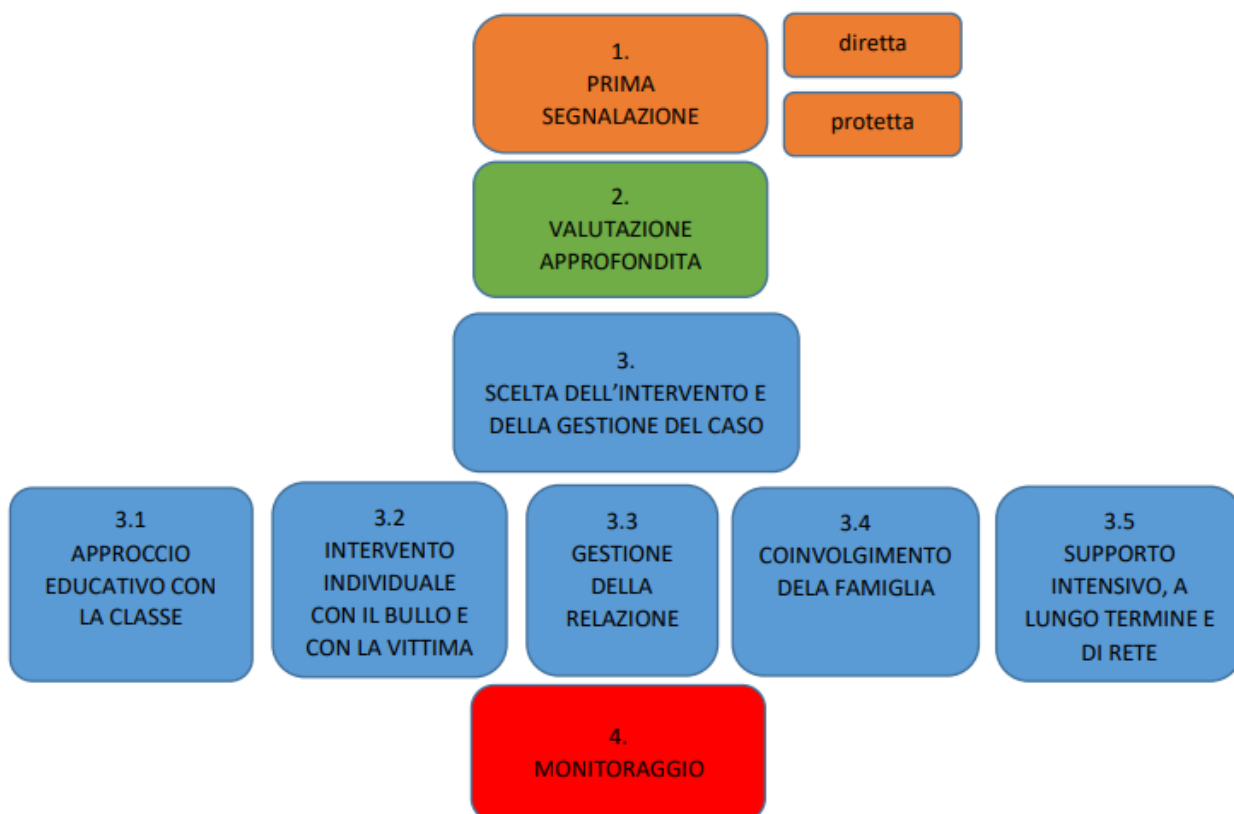 1.
PRIMA
SEGNALAZIONE
diretta
protetta
2.
VALUTAZIONE
APPROFONDITA
3.
SCELTA DELL'INTERVENTO E
DELLA GESTIONE DEL CASO
3.1
APPROCCIO
EDUCATIVO CON
LA CLASSE
3.2
INTERVENTO
INDIVIDUALE
CON IL BULLO E
CON LA VITTIMA
3.3
GESTIONE
DELLA
RELAZIONE
3.4
COINVOLGIMENTO
DELA FAMIGLIA
3.5
SUPPORTO
INTENSIVO, A
LUNGO TERMINE E
DI RETE
4.
MONITORAGGIO